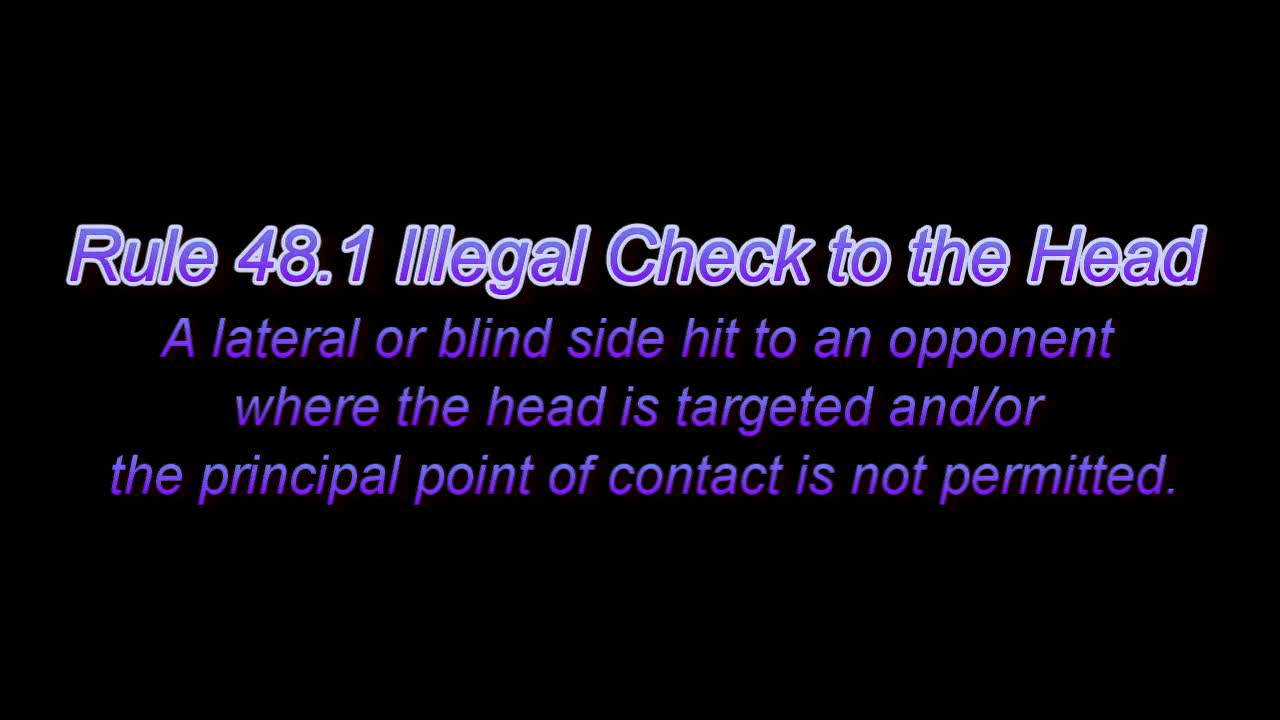 Rule 48.1 Illegal Check to the Head
A lateral or blind side hit to an opponent
where the head is targeted and/or
the principal point of contact is not permitted.